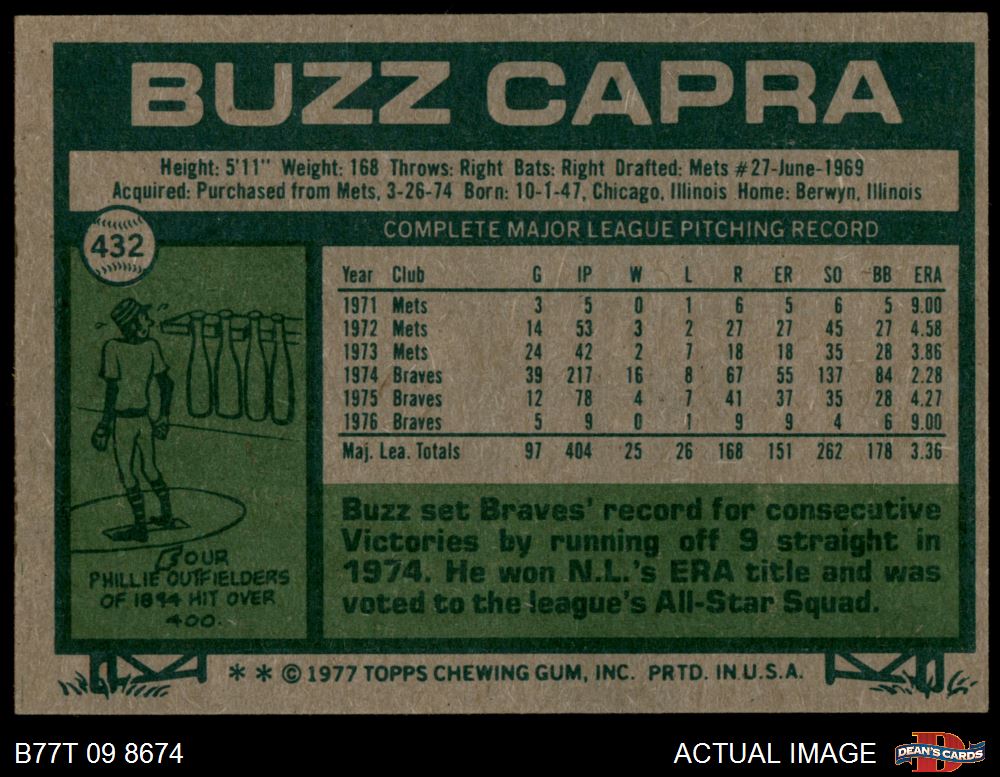 BUZZ CAPRA
Height: 5'11" Weight: 168 Throws: Right Bats: Right Drafted: Mets #27-June-1969
Acquired: Purchased from Mets, 3-26-74 Born: 10-1-47, Chicago, Illinois Home: Berwyn, Illinois
432
COMPLETE MAJOR LEAGUE PITCHING RECORD
Year Club G IP W L R ER SO BB ERA
1971 Mets 3 5 0 1 6 5 6 5 9.00
1972 Mets 14 53 3 2 27 27 45 27 4.58
1973 Mets 24 42 2 7 18 18 35 28 3.86
1974 Braves 39 217 16 8 67 55 137 84 2.28
1975 Braves 12 78 4 7 41 37 35 28 4.27
1976 Braves 5 9 0 1 9 9 4 6 9.00
Maj. Lea. Totals 97 404 25 26 168 151 262 178 3.36
FOUR
PHILLIE OUTFIELDERS
OF 1894 HIT OVER
.400.
Buzz set Braves' record for consecutive
Victories by running off 9 straight in
1974. He won N.L.'s ERA title and was
voted to the league's All-Star Squad.
* * © 1977 TOPPS CHEWING GUM, INC. PRTD. IN U.S.A.
B77T 09 8674
ACTUAL IMAGE
D
DEAN'S CARDS